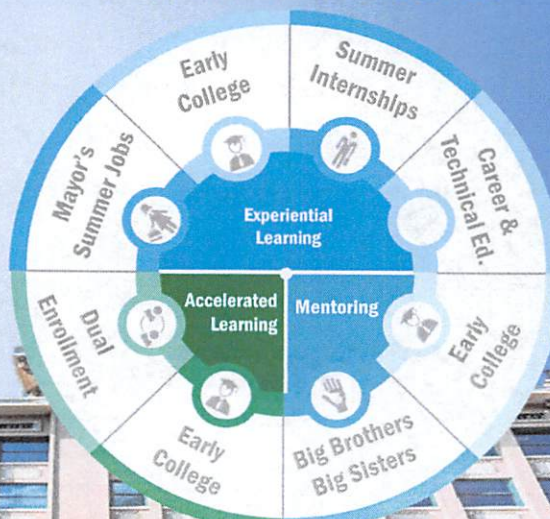 Early
College
Summer
Internships
Career &
Technical Ed.
Early
College
Big Brothers
Big Sisters
Early
College
Dual
Enrollment
Mayor's
Summer Jobs
Experiential
Learning
Accelerated
Learning
Mentoring